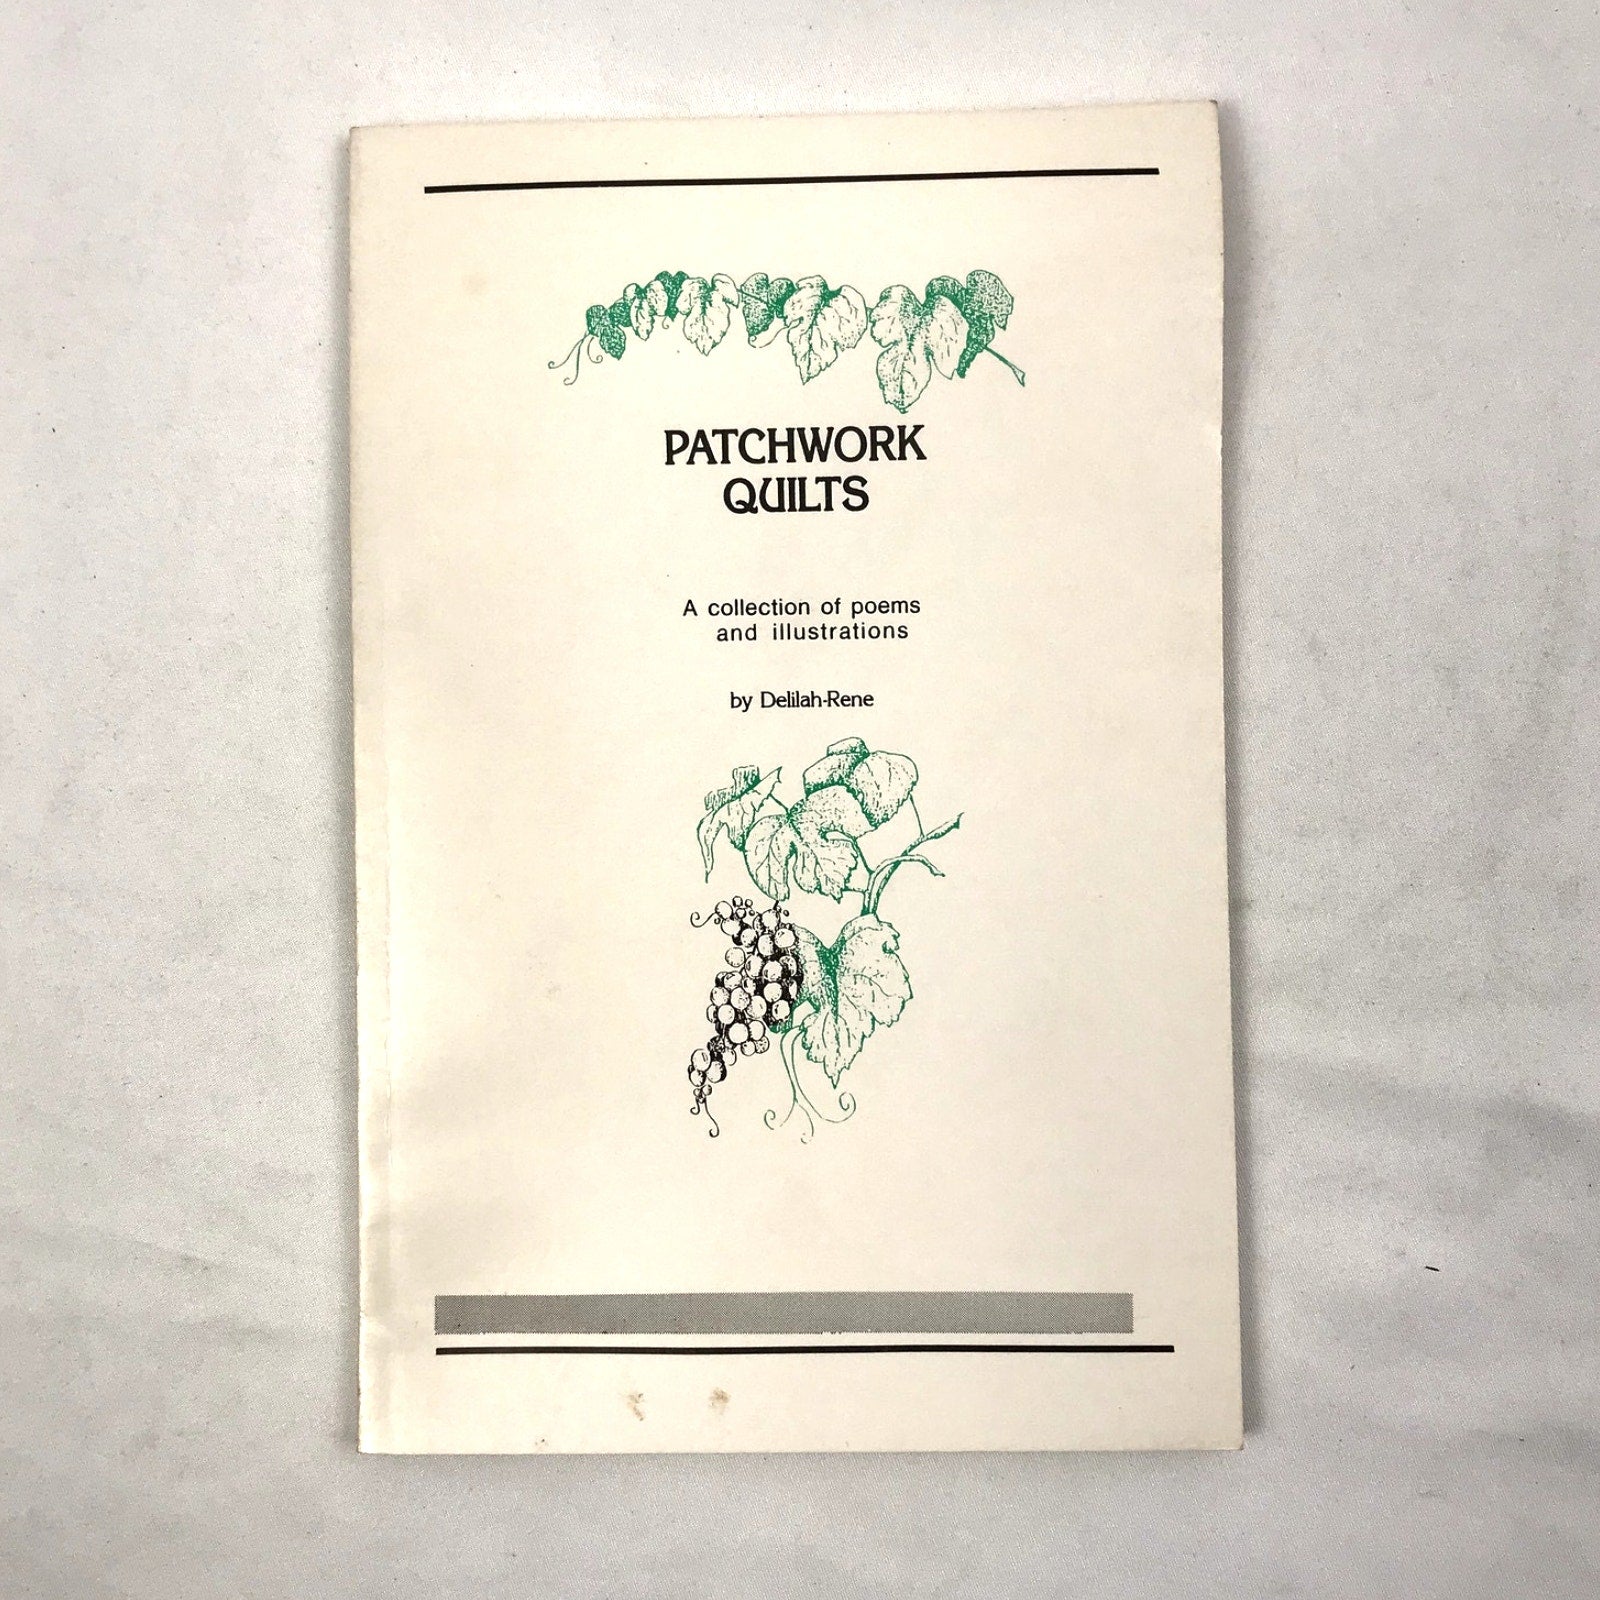 PATCHWORK
QUILTS
A collection of poems
and illustrations
by Delilah-Rene